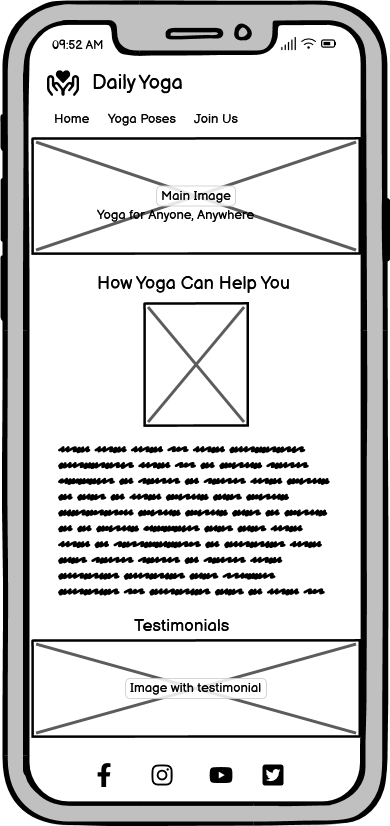 09:52 AM
Daily Yoga
Home Yoga Poses Join Us
Main Image
Yoga for Anyone, Anywhere
How Yoga Can Help You
Testimonials
Image with testimonial